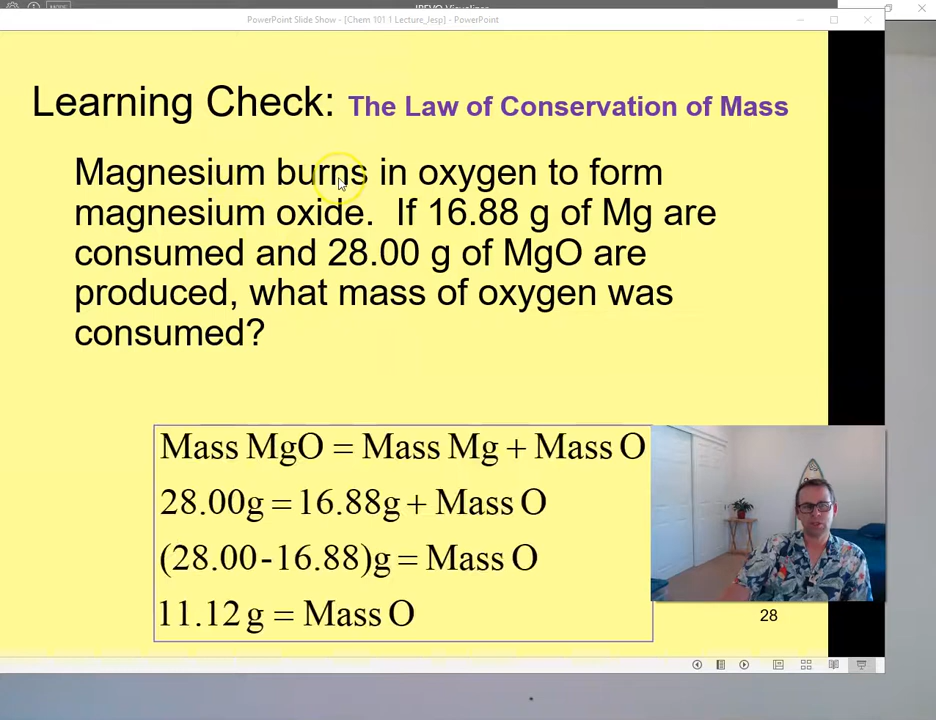 PowerPoint Slide Show - [Chem 101 1 Lecture_Jesp] - PowerPoint
Learning Check: The Law of Conservation of Mass
Magnesium burns in oxygen to form
magnesium oxide. If 16.88 g of Mg are
consumed and 28.00 g of MgO are
produced, what mass of oxygen was
consumed?
Mass MgO = Mass Mg + Mass O
28.00g = 16.88g + Mass O
(28.00-16.88)g = Mass O
11.12 g = Mass O
28